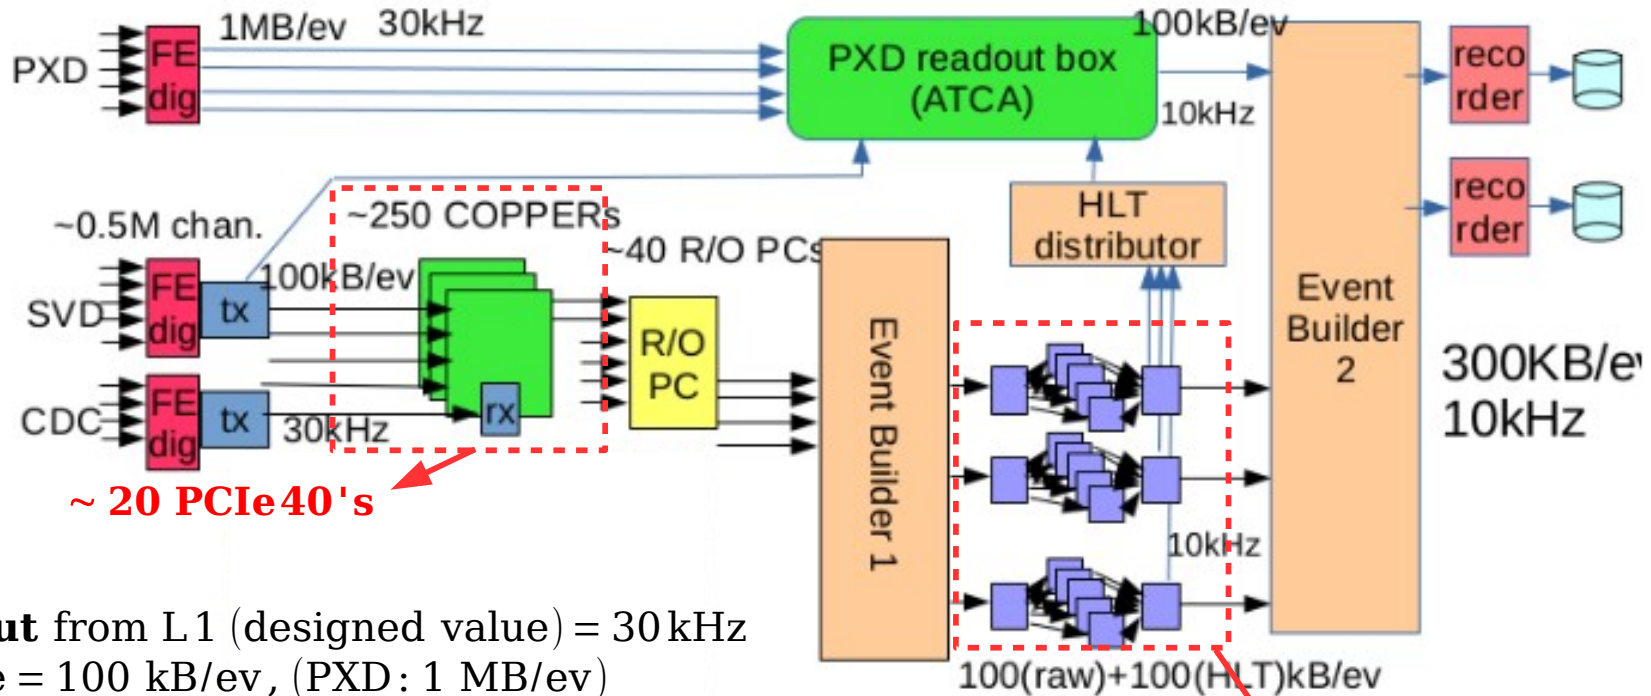 1MB/ev 30kHz
100kB/ev
PXD
FE
dig
PXD readout box
(ATCA)
10kHz
reco
rder
reco
rder
~0.5M chan.
~250 COPPERs
~40 R/O PCs
HLT
distributor
SVD
FE
dig
tx
100kB/ev
R/O
PC
Event Builder 1
Event
Builder
2
300KB/ev
10kHz
CDC
FE
dig
tx
30kHz
rx
~ 20 PCIe40's
10kHz
ut from L1 (designed value) = 30 kHz
e = 100 kB/ev, (PXD: 1 MB/ev)
100(raw)+100(HLT)kB/ev